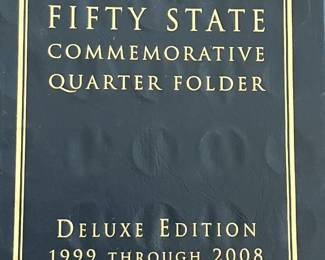 FIFTY STATE
COMMEMORATIVE
QUARTER FOLDER
DELUXE EDITION
1999 THROUGH 2008